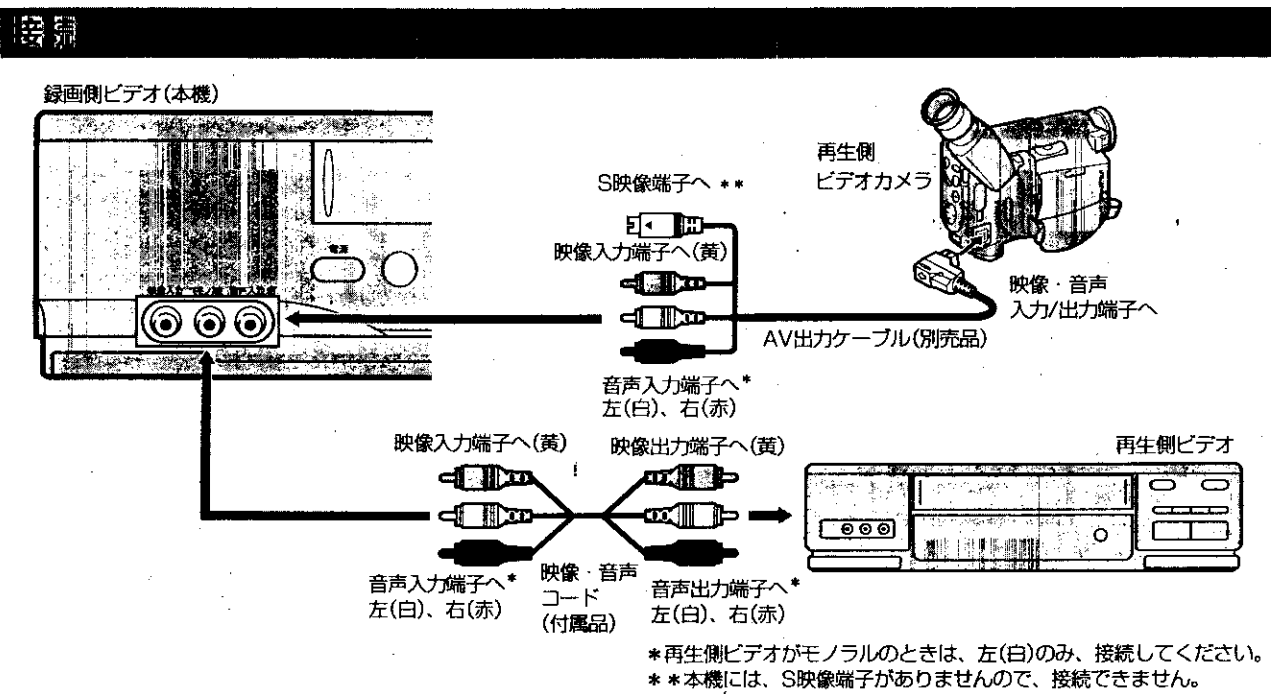 接続
録画側ビデオ(本機)
再生側
ビデオカメラ
S映像端子へ **
映像入力端子へ(黄)
電源
映像・音声
入力/出力端子へ
AV出力ケーブル(別売品)
音声入力端子へ*
左(白)、右(赤)
映像入力端子へ(黄)
映像出力端子へ(黄)
再生側ビデオ
音声入力端子へ*
左(白)、右(赤)
映像・音声
コード
(付属品)
音声出力端子へ*
左(白)、右(赤)
*再生側ビデオがモノラルのときは、左(白)のみ、接続してください。
**本機には、S映像端子がありませんので、接続できません。